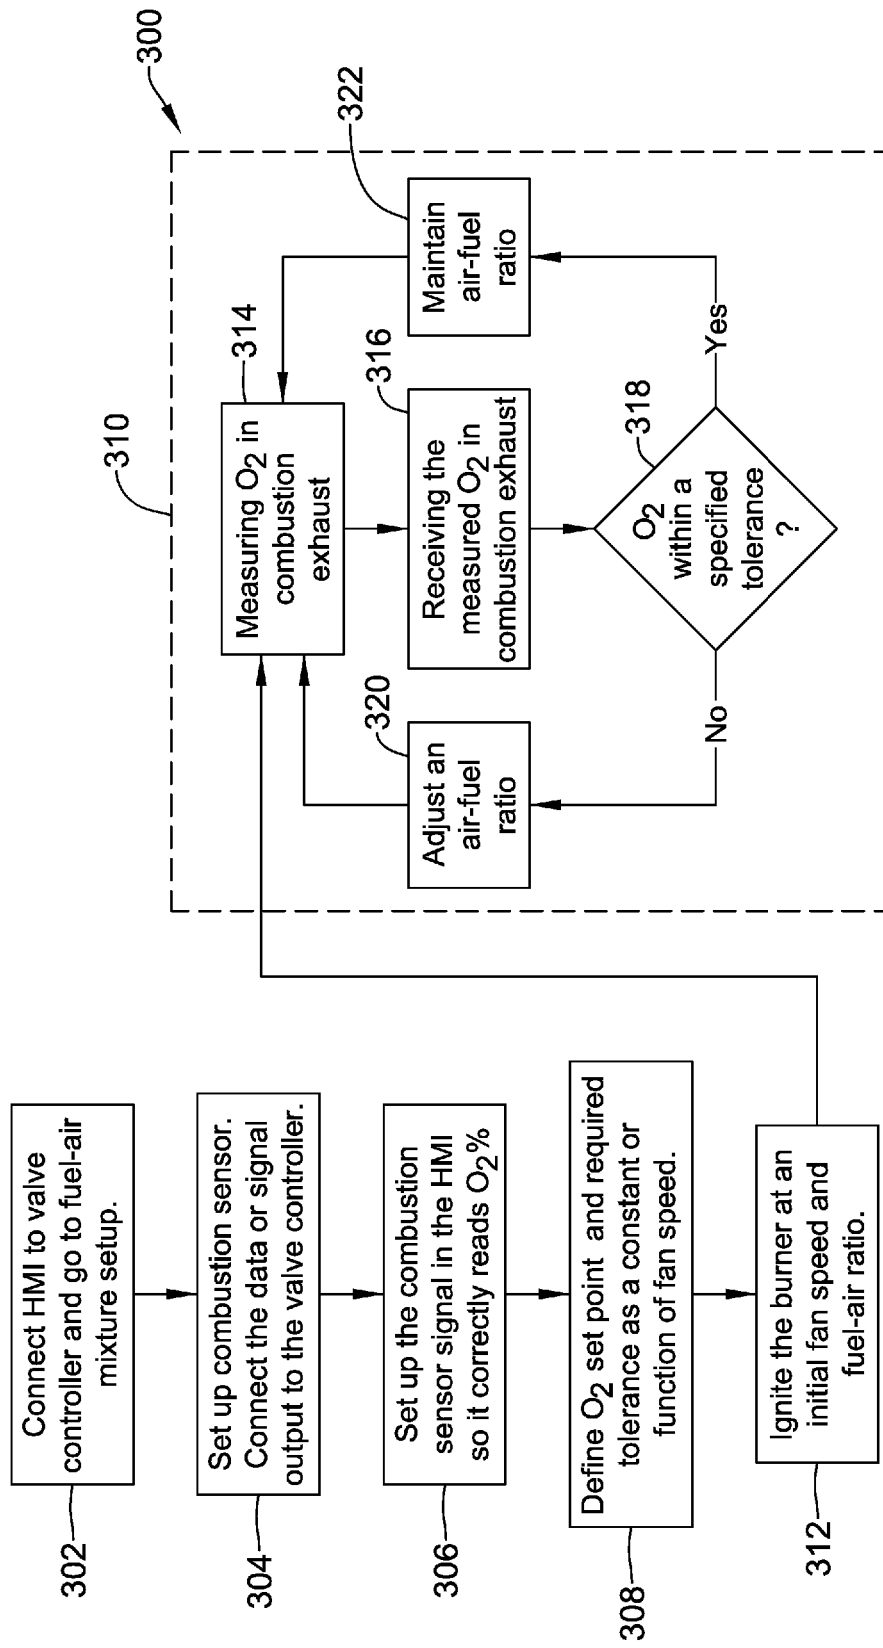 300
302
Connect HMI to valve
controller and go to fuel-air
mixture setup.
304
Set up combustion sensor.
Connect the data or signal
output to the valve controller.
306
Set up the combustion
sensor signal in the HMI
so it correctly reads O2%
308
Define O2 set point and required
tolerance as a constant or
function of fan speed.
312
Ignite the burner at an
initial fan speed and
fuel-air ratio.
310
314
Measuring O2 in
combustion
exhaust
316
Receiving the
measured O2 in
combustion exhaust
318
O2
within a
specified
tolerance
?
No
Yes
320
Adjust an
air-fuel
ratio
322
Maintain
air-fuel
ratio